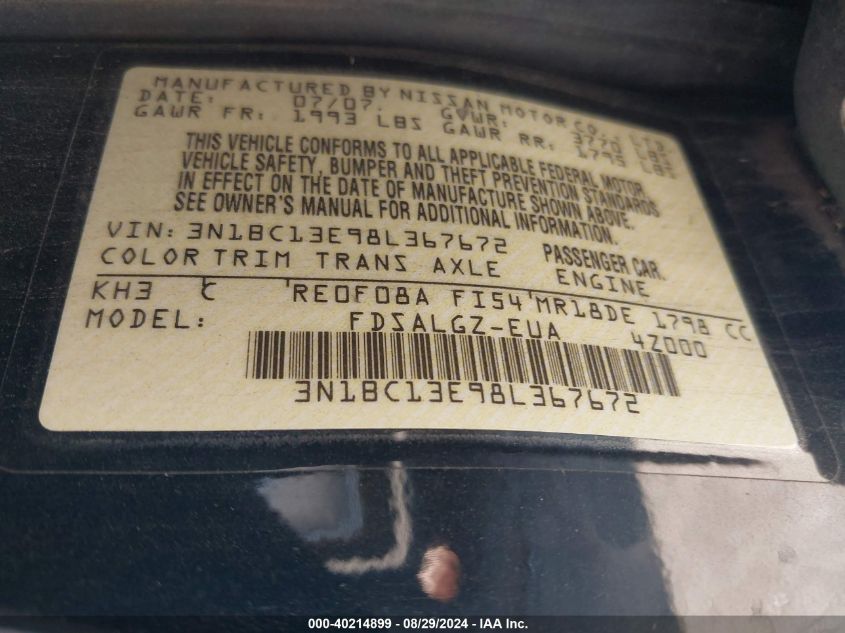 MANUFACTURED BY NISSAN MOTOR CO., LTD.
DATE: 07/07. GVWR: 3770 LBS
GAWR FR: 1993 LBS GAWR RR: 1795 LBS
THIS VEHICLE CONFORMS TO ALL APPLICABLE FEDERAL MOTOR
VEHICLE SAFETY, BUMPER AND THEFT PREVENTION STANDARDS
IN EFFECT ON THE DATE OF MANUFACTURE SHOWN ABOVE.
SEE OWNER'S MANUAL FOR ADDITIONAL INFORMATION.
VIN: 3N1BC13E98L367672 PASSENGER CAR.
COLOR TRIM TRANS AXLE ENGINE
KH3 C RE0F08A FI54 MR18DE 1798 CC
MODEL: FDSALGZ-EUA 4Z000
3N1BC13E98L367672
000-40214899 - 08/29/2024 - IAA Inc.